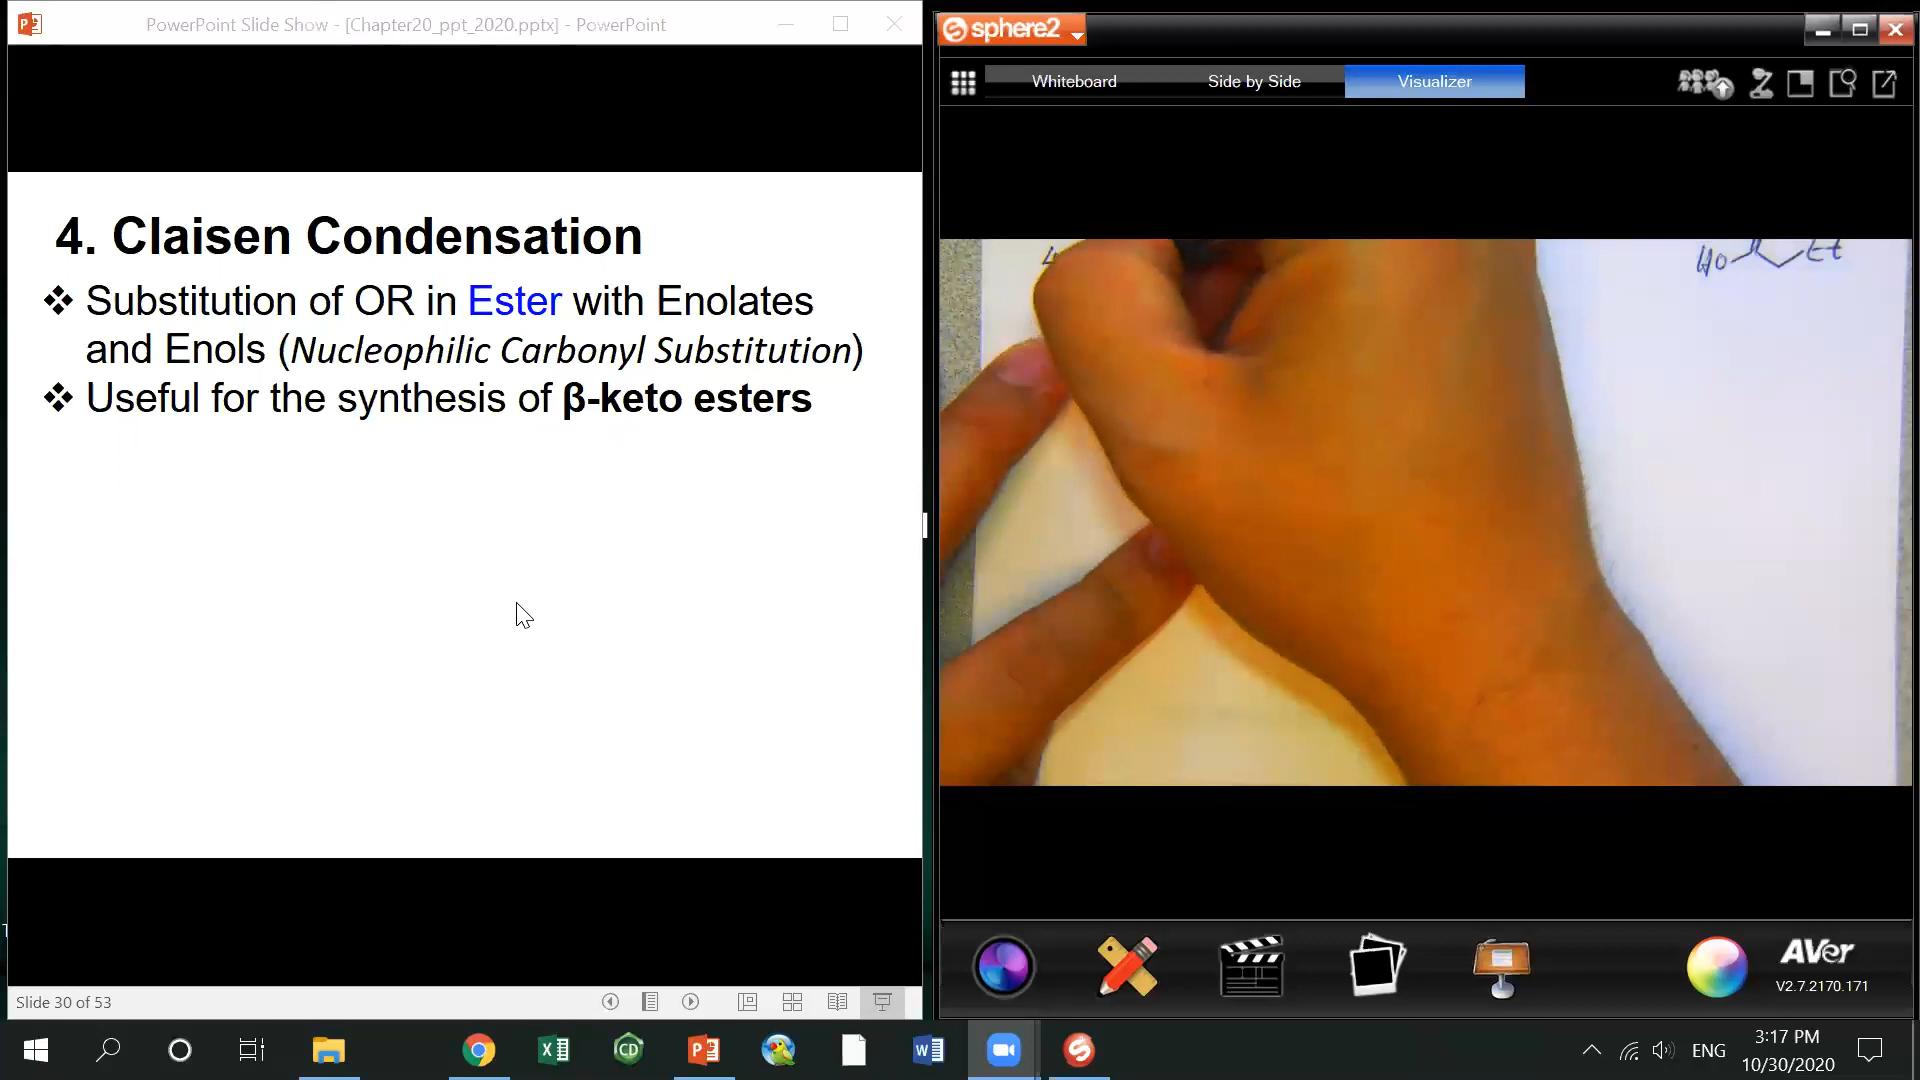 PowerPoint Slide Show - [Chapter20_ppt_2020.pptx] - PowerPoint
4. Claisen Condensation
❖ Substitution of OR in Ester with Enolates
and Enols (Nucleophilic Carbonyl Substitution)
❖ Useful for the synthesis of β-keto esters
Slide 30 of 53
sphere2
Whiteboard Side by Side Visualizer
HO Et
AVer
V2.7.2170.171
ENG
3:17 PM
10/30/2020